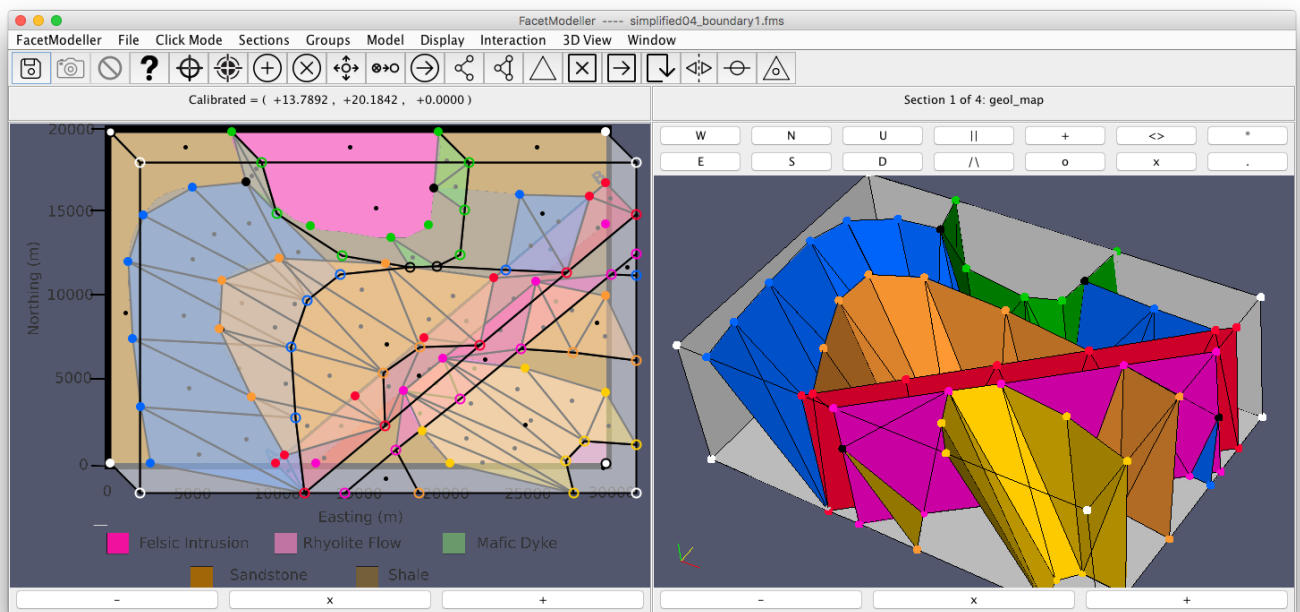 FacetModeller ---- simplified04_boundary1.fms
FacetModeller File Click Mode Sections Groups Model Display Interaction 3D View Window
?
Calibrated = ( +13.7892 , +20.1842 , +0.0000 )
Section 1 of 4: geol_map
W N U || + <> *
E S D /\ o x .
20000
15000
10000
5000
0
Northing (m)
0 5000 10000 15000 20000 25000 30000
Easting (m)
Felsic Intrusion Rhyolite Flow Mafic Dyke
Sandstone Shale
- x +
- x +